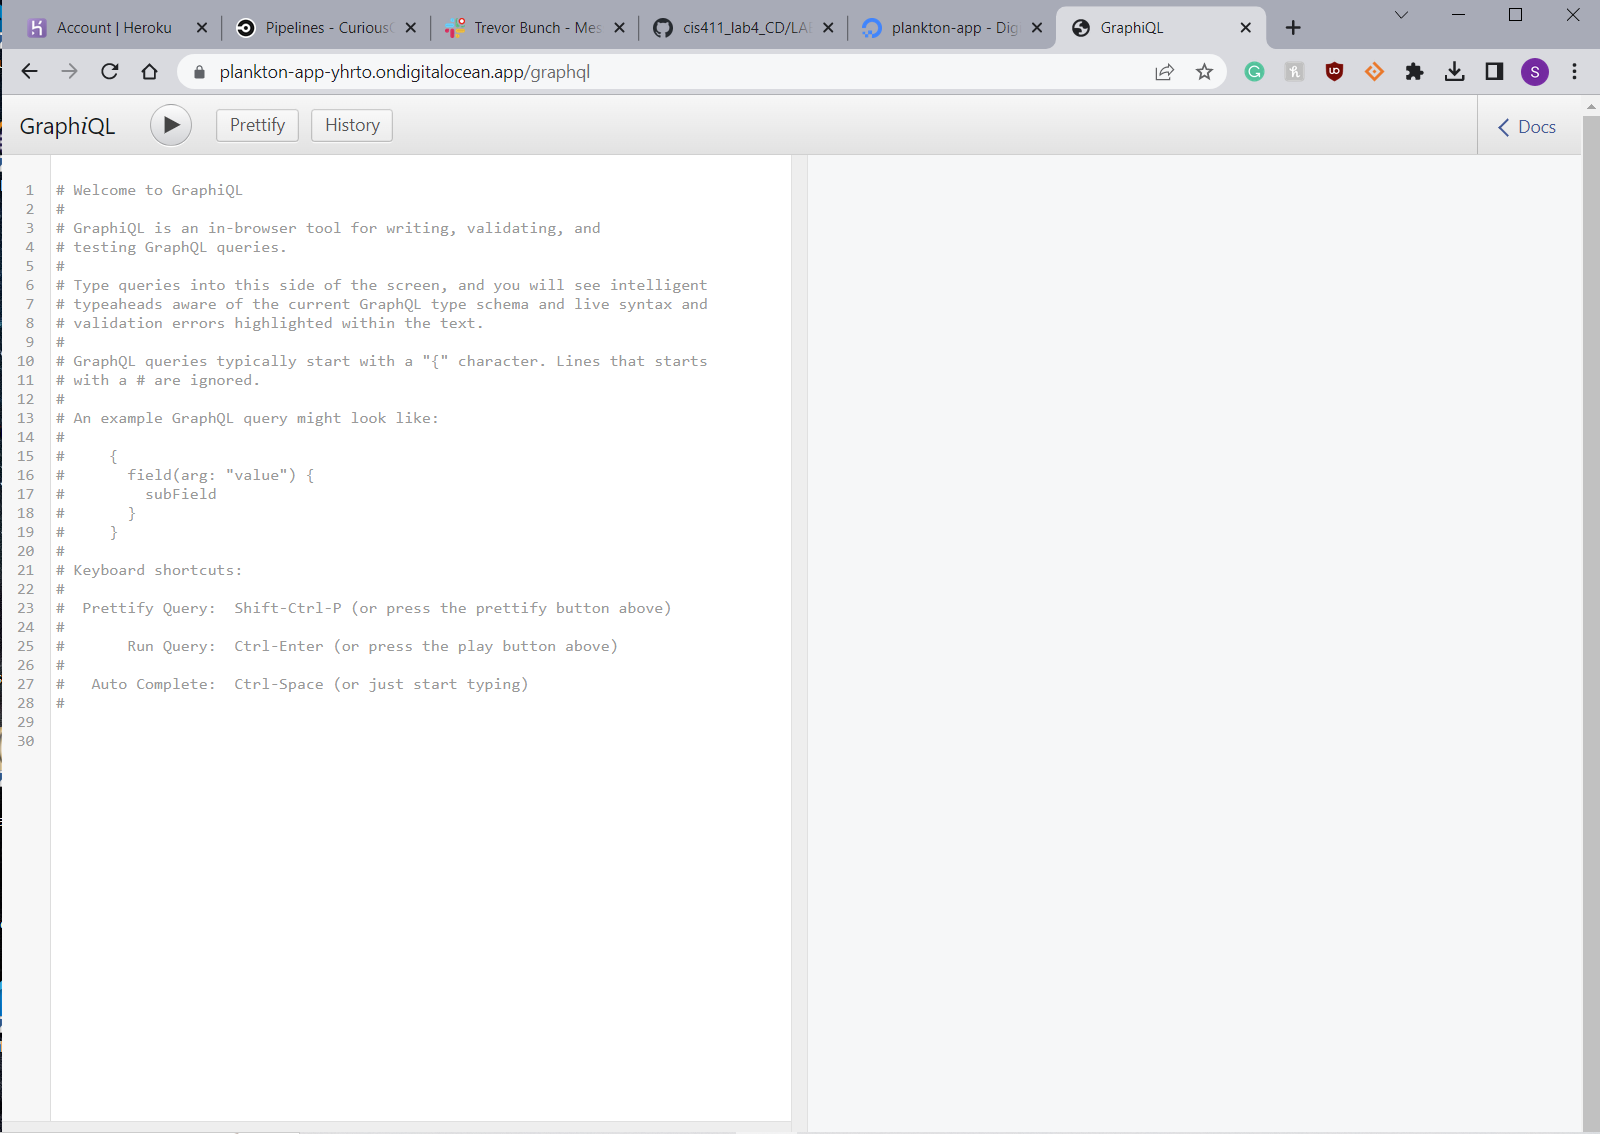 Account | Heroku
Pipelines - Curious
Trevor Bunch - Mes
cis411_lab4_CD/LA
plankton-app - Dig
GraphiQL
plankton-app-yhrto.ondigitalocean.app/graphql
S
GraphiQL
Prettify
History
Docs
1 # Welcome to GraphiQL
2 #
3 # GraphiQL is an in-browser tool for writing, validating, and
4 # testing GraphQL queries.
5 #
6 # Type queries into this side of the screen, and you will see intelligent
7 # typeaheads aware of the current GraphQL type schema and live syntax and
8 # validation errors highlighted within the text.
9 #
10 # GraphQL queries typically start with a "{" character. Lines that starts
11 # with a # are ignored.
12 #
13 # An example GraphQL query might look like:
14 #
15 #     {
16 #       field(arg: "value") {
17 #         subField
18 #       }
19 #     }
20 #
21 # Keyboard shortcuts:
22 #
23 #  Prettify Query:  Shift-Ctrl-P (or press the prettify button above)
24 #
25 #       Run Query:  Ctrl-Enter (or press the play button above)
26 #
27 #   Auto Complete:  Ctrl-Space (or just start typing)
28 #
29
30